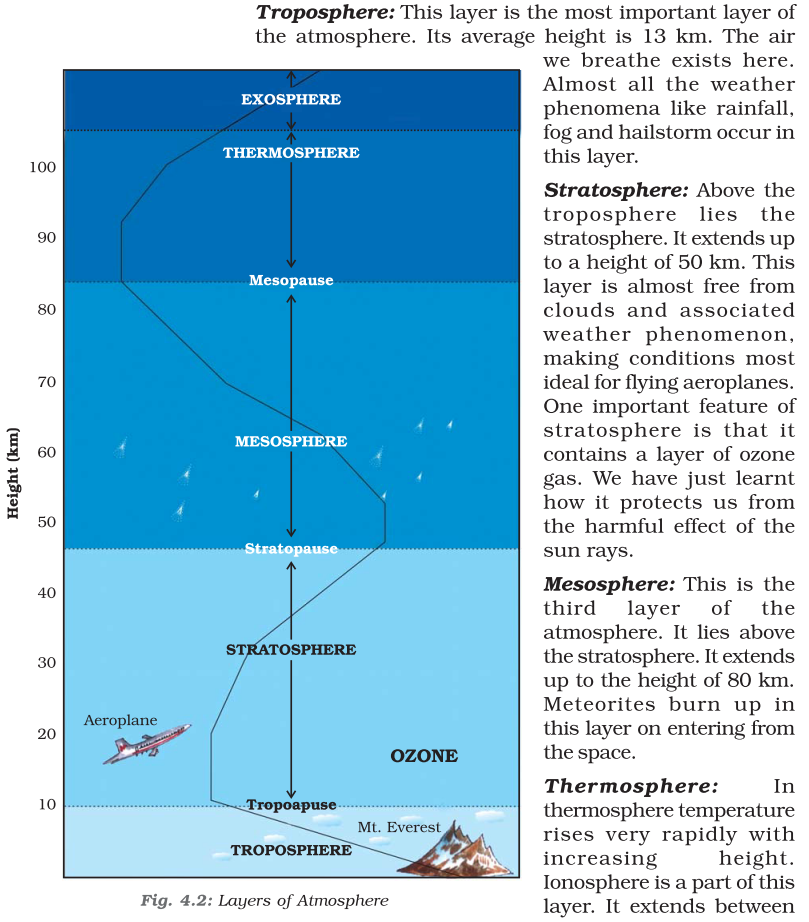 Troposphere: This layer is the most important layer of
the atmosphere. Its average height is 13 km. The air
we breathe exists here.
Almost all the weather
phenomena like rainfall,
fog and hailstorm occur in
this layer.
Stratosphere: Above the
troposphere lies the
stratosphere. It extends up
to a height of 50 km. This
layer is almost free from
clouds and associated
weather phenomenon,
making conditions most
ideal for flying aeroplanes.
One important feature of
stratosphere is that it
contains a layer of ozone
gas. We have just learnt
how it protects us from
the harmful effect of the
sun rays.
Mesosphere: This is the
third layer of the
atmosphere. It lies above
the stratosphere. It extends
up to the height of 80 km.
Meteorites burn up in
this layer on entering from
the space.
Thermosphere: In
thermosphere temperature
rises very rapidly with
increasing height.
Ionosphere is a part of this
layer. It extends between
EXOSPHERE
THERMOSPHERE
100
90
Mesopause
80
70
MESOSPHERE
60
Height (km)
50
Stratopause
40
STRATOSPHERE
30
Aeroplane
20
OZONE
10
Tropoapuse
Mt. Everest
TROPOSPHERE
Fig. 4.2: Layers of Atmosphere